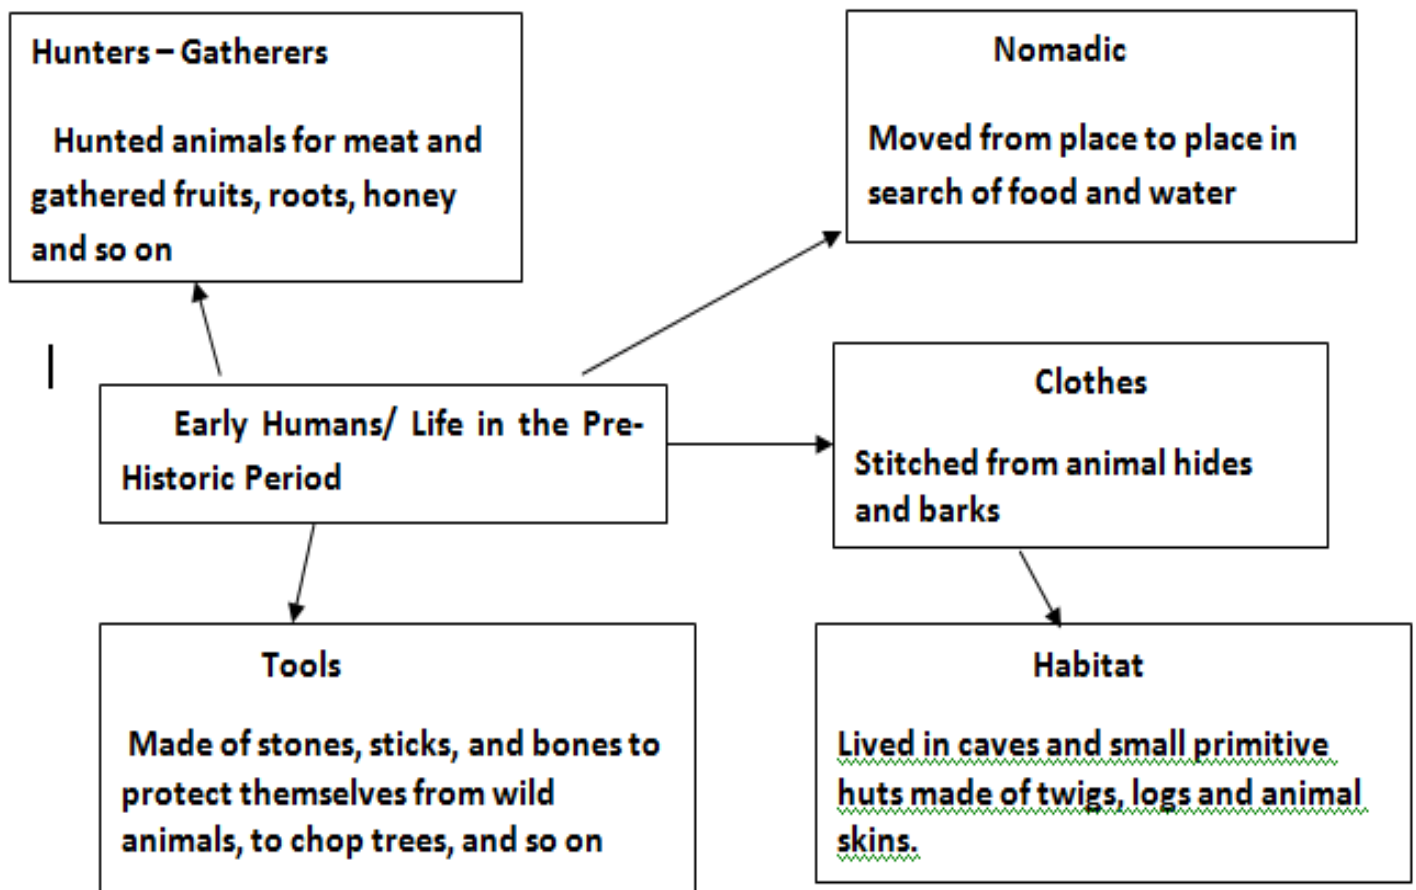 Hunters – Gatherers
Hunted animals for meat and
gathered fruits, roots, honey
and so on
Nomadic
Moved from place to place in
search of food and water
Early Humans/ Life in the Pre-
Historic Period
Clothes
Stitched from animal hides
and barks
Tools
Made of stones, sticks, and bones to
protect themselves from wild
animals, to chop trees, and so on
Habitat
Lived in caves and small primitive
huts made of twigs, logs and animal
skins.